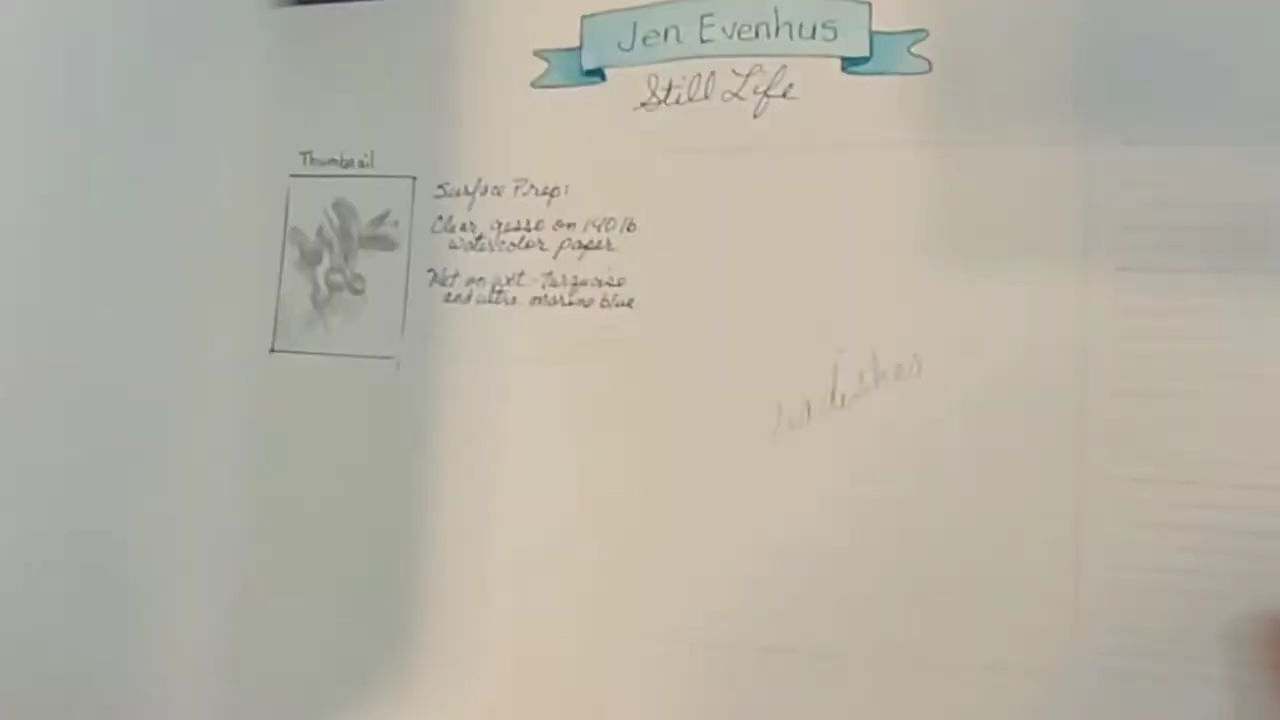 Jen Evenhus
Still Life
Thumbnail
Surface Prep:
Clear gesso on 140 lb
watercolor paper
Wet on wet - Turquoise
and ultra marine blue
radishes